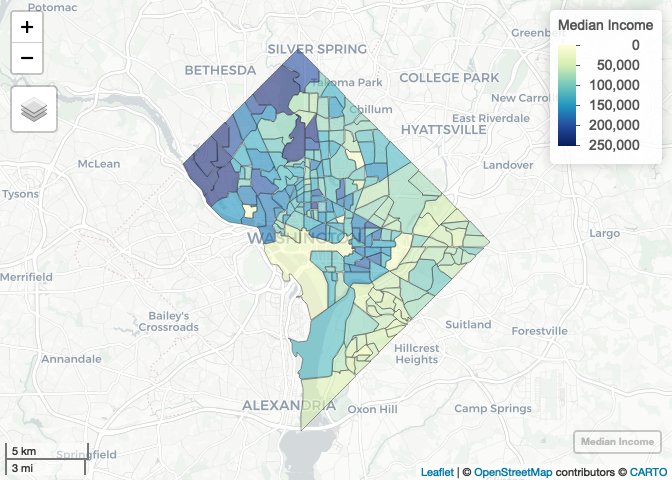 Potomac
+
−
SILVER SPRING
BETHESDA
Takoma Park
COLLEGE PARK
Chillum
New Carroll
East Riverdale
HYATTSVILLE
McLean
Landover
Tysons
Largo
WASHINGTON
Merrifield
Bailey's
Crossroads
Suitland
Forestville
Annandale
Hillcrest
Heights
ALEXANDRIA
Oxon Hill
Camp Springs
Springfield
Greenb
Median Income
0
50,000
100,000
150,000
200,000
250,000
5 km
3 mi
Median Income
Leaflet | © OpenStreetMap contributors © CARTO